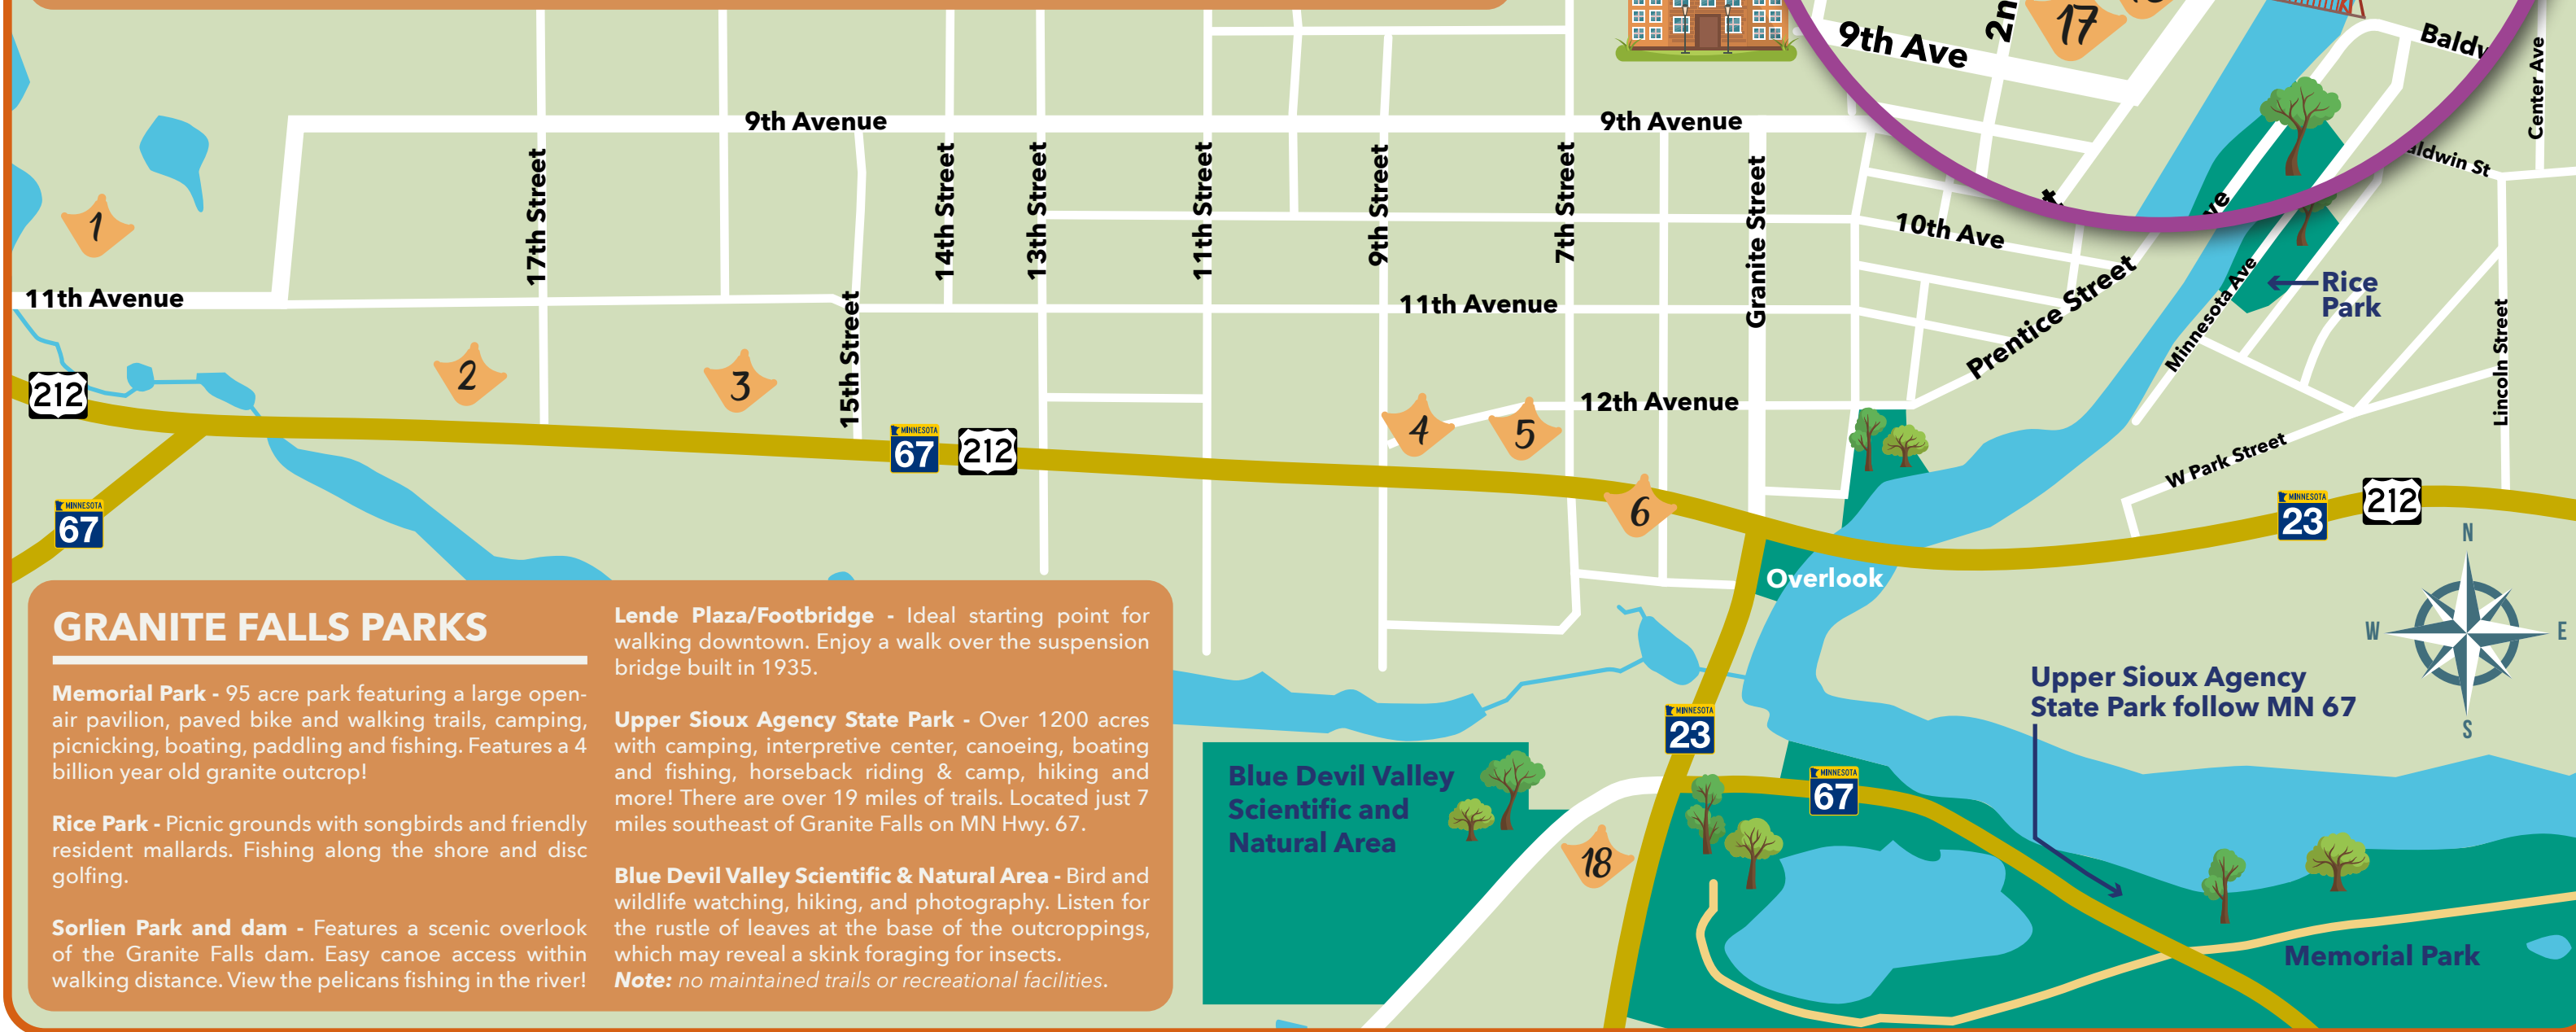 9th Ave
2n
17
Baldw
Center Ave
9th Avenue
9th Avenue
aldwin St
17th Street
14th Street
13th Street
11th Street
9th Street
7th Street
Granite Street
10th Ave
t
ve
1
11th Avenue
11th Avenue
15th Street
Prentice Street
Minnesota Ave
Rice
Park
Lincoln Street
2
3
4
5
12th Avenue
212
MINNESOTA
67
212
W Park Street
6
MINNESOTA
23
212
MINNESOTA
67
Overlook
N
W
E
S
GRANITE FALLS PARKS
Memorial Park - 95 acre park featuring a large open-
air pavilion, paved bike and walking trails, camping,
picnicking, boating, paddling and fishing. Features a 4
billion year old granite outcrop!
Rice Park - Picnic grounds with songbirds and friendly
resident mallards. Fishing along the shore and disc
golfing.
Sorlien Park and dam - Features a scenic overlook
of the Granite Falls dam. Easy canoe access within
walking distance. View the pelicans fishing in the river!
Lende Plaza/Footbridge - Ideal starting point for
walking downtown. Enjoy a walk over the suspension
bridge built in 1935.
Upper Sioux Agency State Park - Over 1200 acres
with camping, interpretive center, canoeing, boating
and fishing, horseback riding & camp, hiking and
more! There are over 19 miles of trails. Located just 7
miles southeast of Granite Falls on MN Hwy. 67.
Blue Devil Valley Scientific & Natural Area - Bird and
wildlife watching, hiking, and photography. Listen for
the rustle of leaves at the base of the outcroppings,
which may reveal a skink foraging for insects.
Note: no maintained trails or recreational facilities.
Upper Sioux Agency
State Park follow MN 67
MINNESOTA
23
Blue Devil Valley
Scientific and
Natural Area
MINNESOTA
67
18
Memorial Park